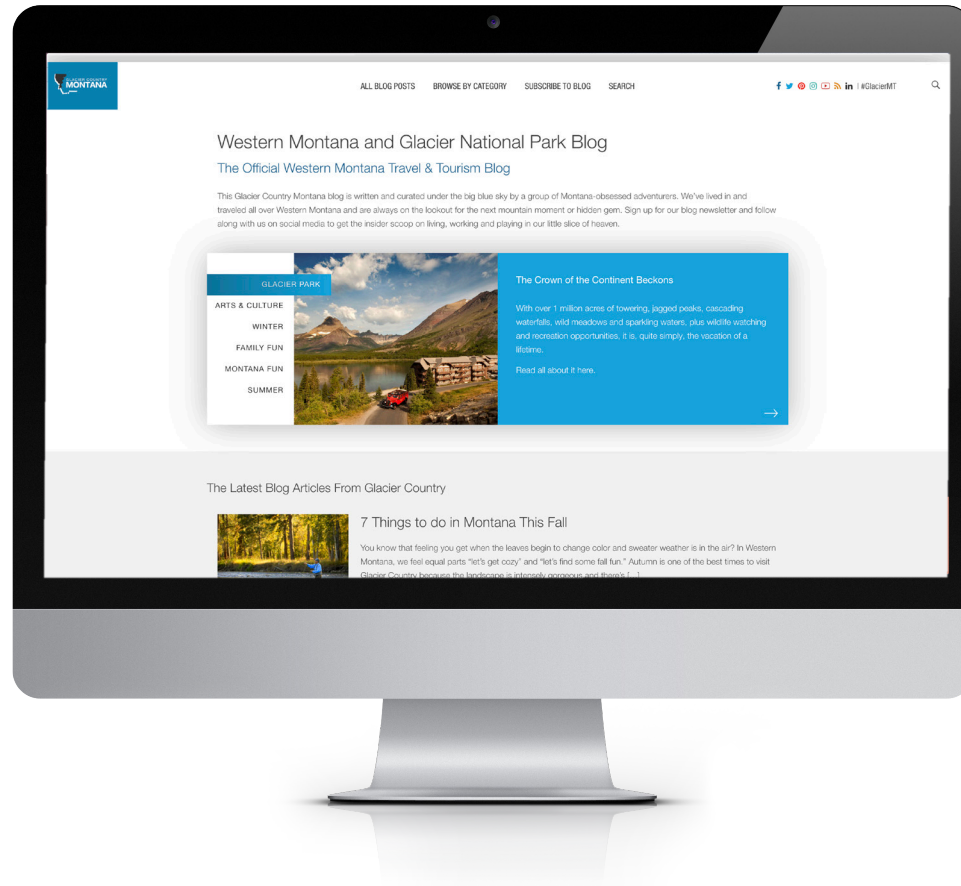 GLACIER COUNTRY
MONTANA
ALL BLOG POSTS BROWSE BY CATEGORY SUBSCRIBE TO BLOG SEARCH | #GlacierMT
Western Montana and Glacier National Park Blog
The Official Western Montana Travel & Tourism Blog
This Glacier Country Montana blog is written and curated under the big blue sky by a group of Montana-obsessed adventurers. We've lived in and
traveled all over Western Montana and are always on the lookout for the next mountain moment or hidden gem. Sign up for our blog newsletter and follow
along with us on social media to get the insider scoop on living, working and playing in our little slice of heaven.
GLACIER PARK
ARTS & CULTURE
WINTER
FAMILY FUN
MONTANA FUN
SUMMER
The Crown of the Continent Beckons
With over 1 million acres of towering, jagged peaks, cascading
waterfalls, wild meadows and sparkling waters, plus wildlife watching
and recreation opportunities, it is, quite simply, the vacation of a
lifetime.
Read all about it here.
The Latest Blog Articles From Glacier Country
7 Things to do in Montana This Fall
You know that feeling you get when the leaves begin to change color and sweater weather is in the air? In Western
Montana, we feel equal parts "let's get cozy" and "let's find some fall fun." Autumn is one of the best times to visit
Glacier Country because the landscape is intensely gorgeous and there's [...]